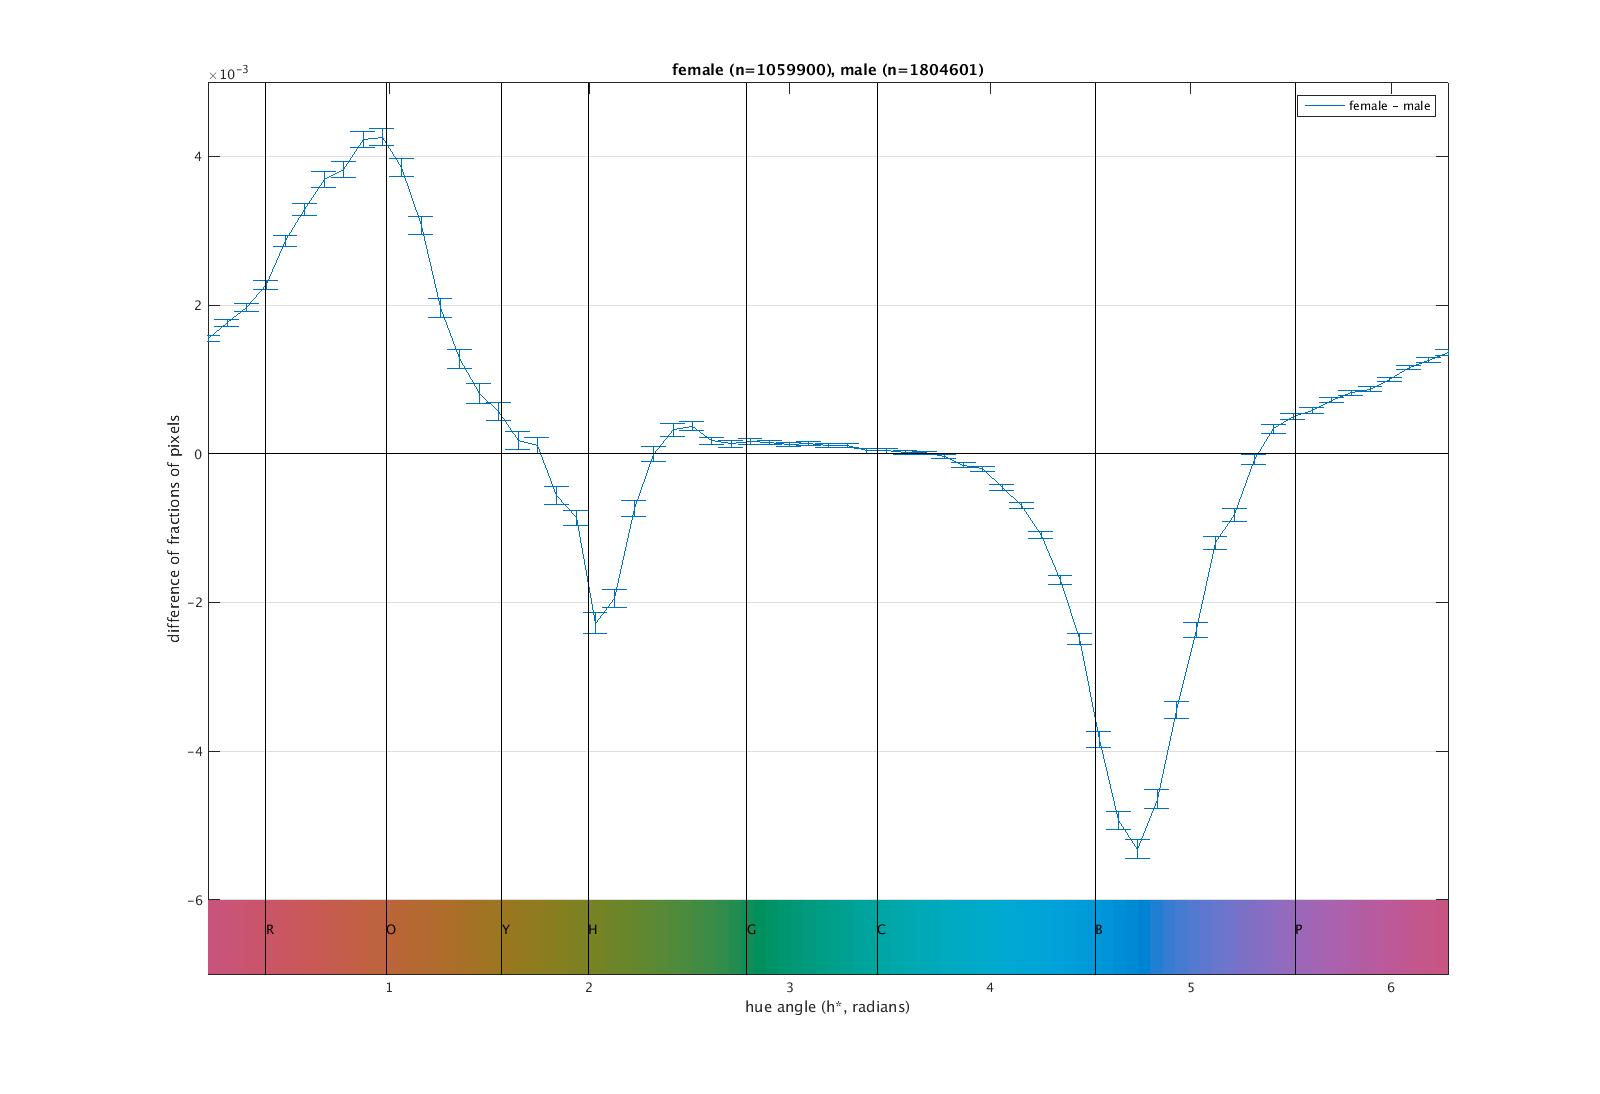 female (n=1059900), male (n=1804601)
×10⁻³
female – male
4
2
0
−2
−4
−6
difference of fractions of pixels
R O Y H G C B P
1 2 3 4 5 6
hue angle (h*, radians)